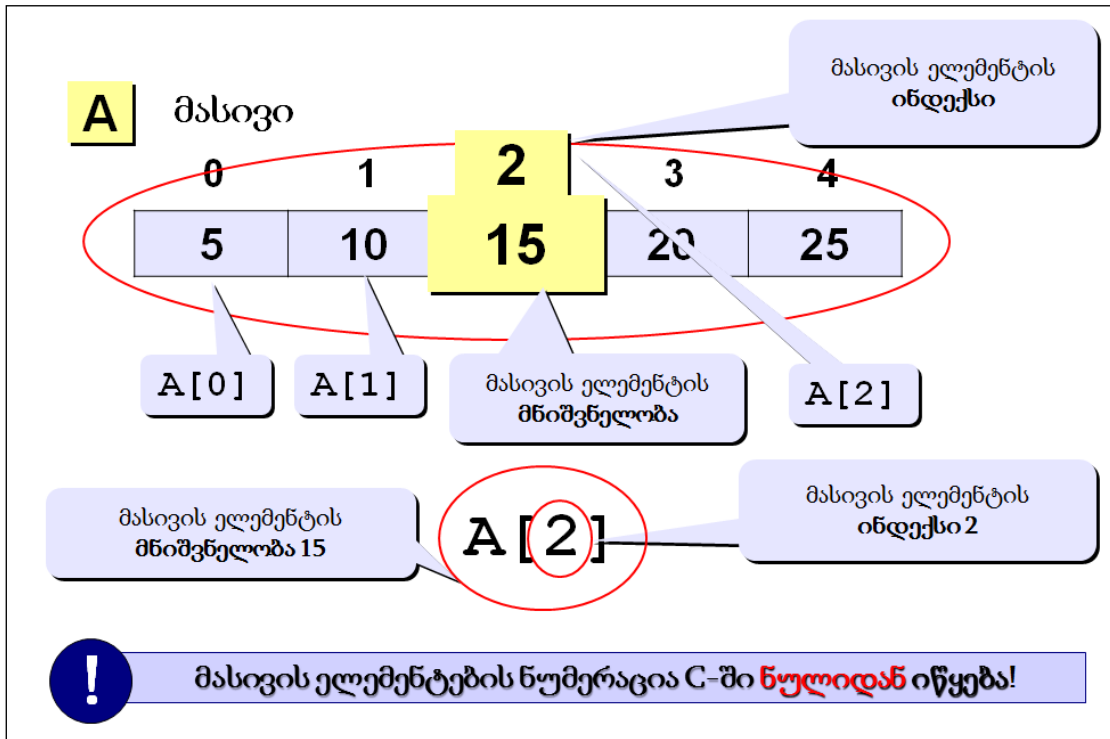 მასივის ელემენტის
ინდექსი
A მასივი
0 1 2 3 4
5 10 15 20 25
A[0] A[1]
მასივის ელემენტის
მნიშვნელობა
A[2]
მასივის ელემენტის
მნიშვნელობა 15
A[2]
მასივის ელემენტის
ინდექსი 2
! მასივის ელემენტების ნუმერაცია C-ში ნულიდან იწყება!